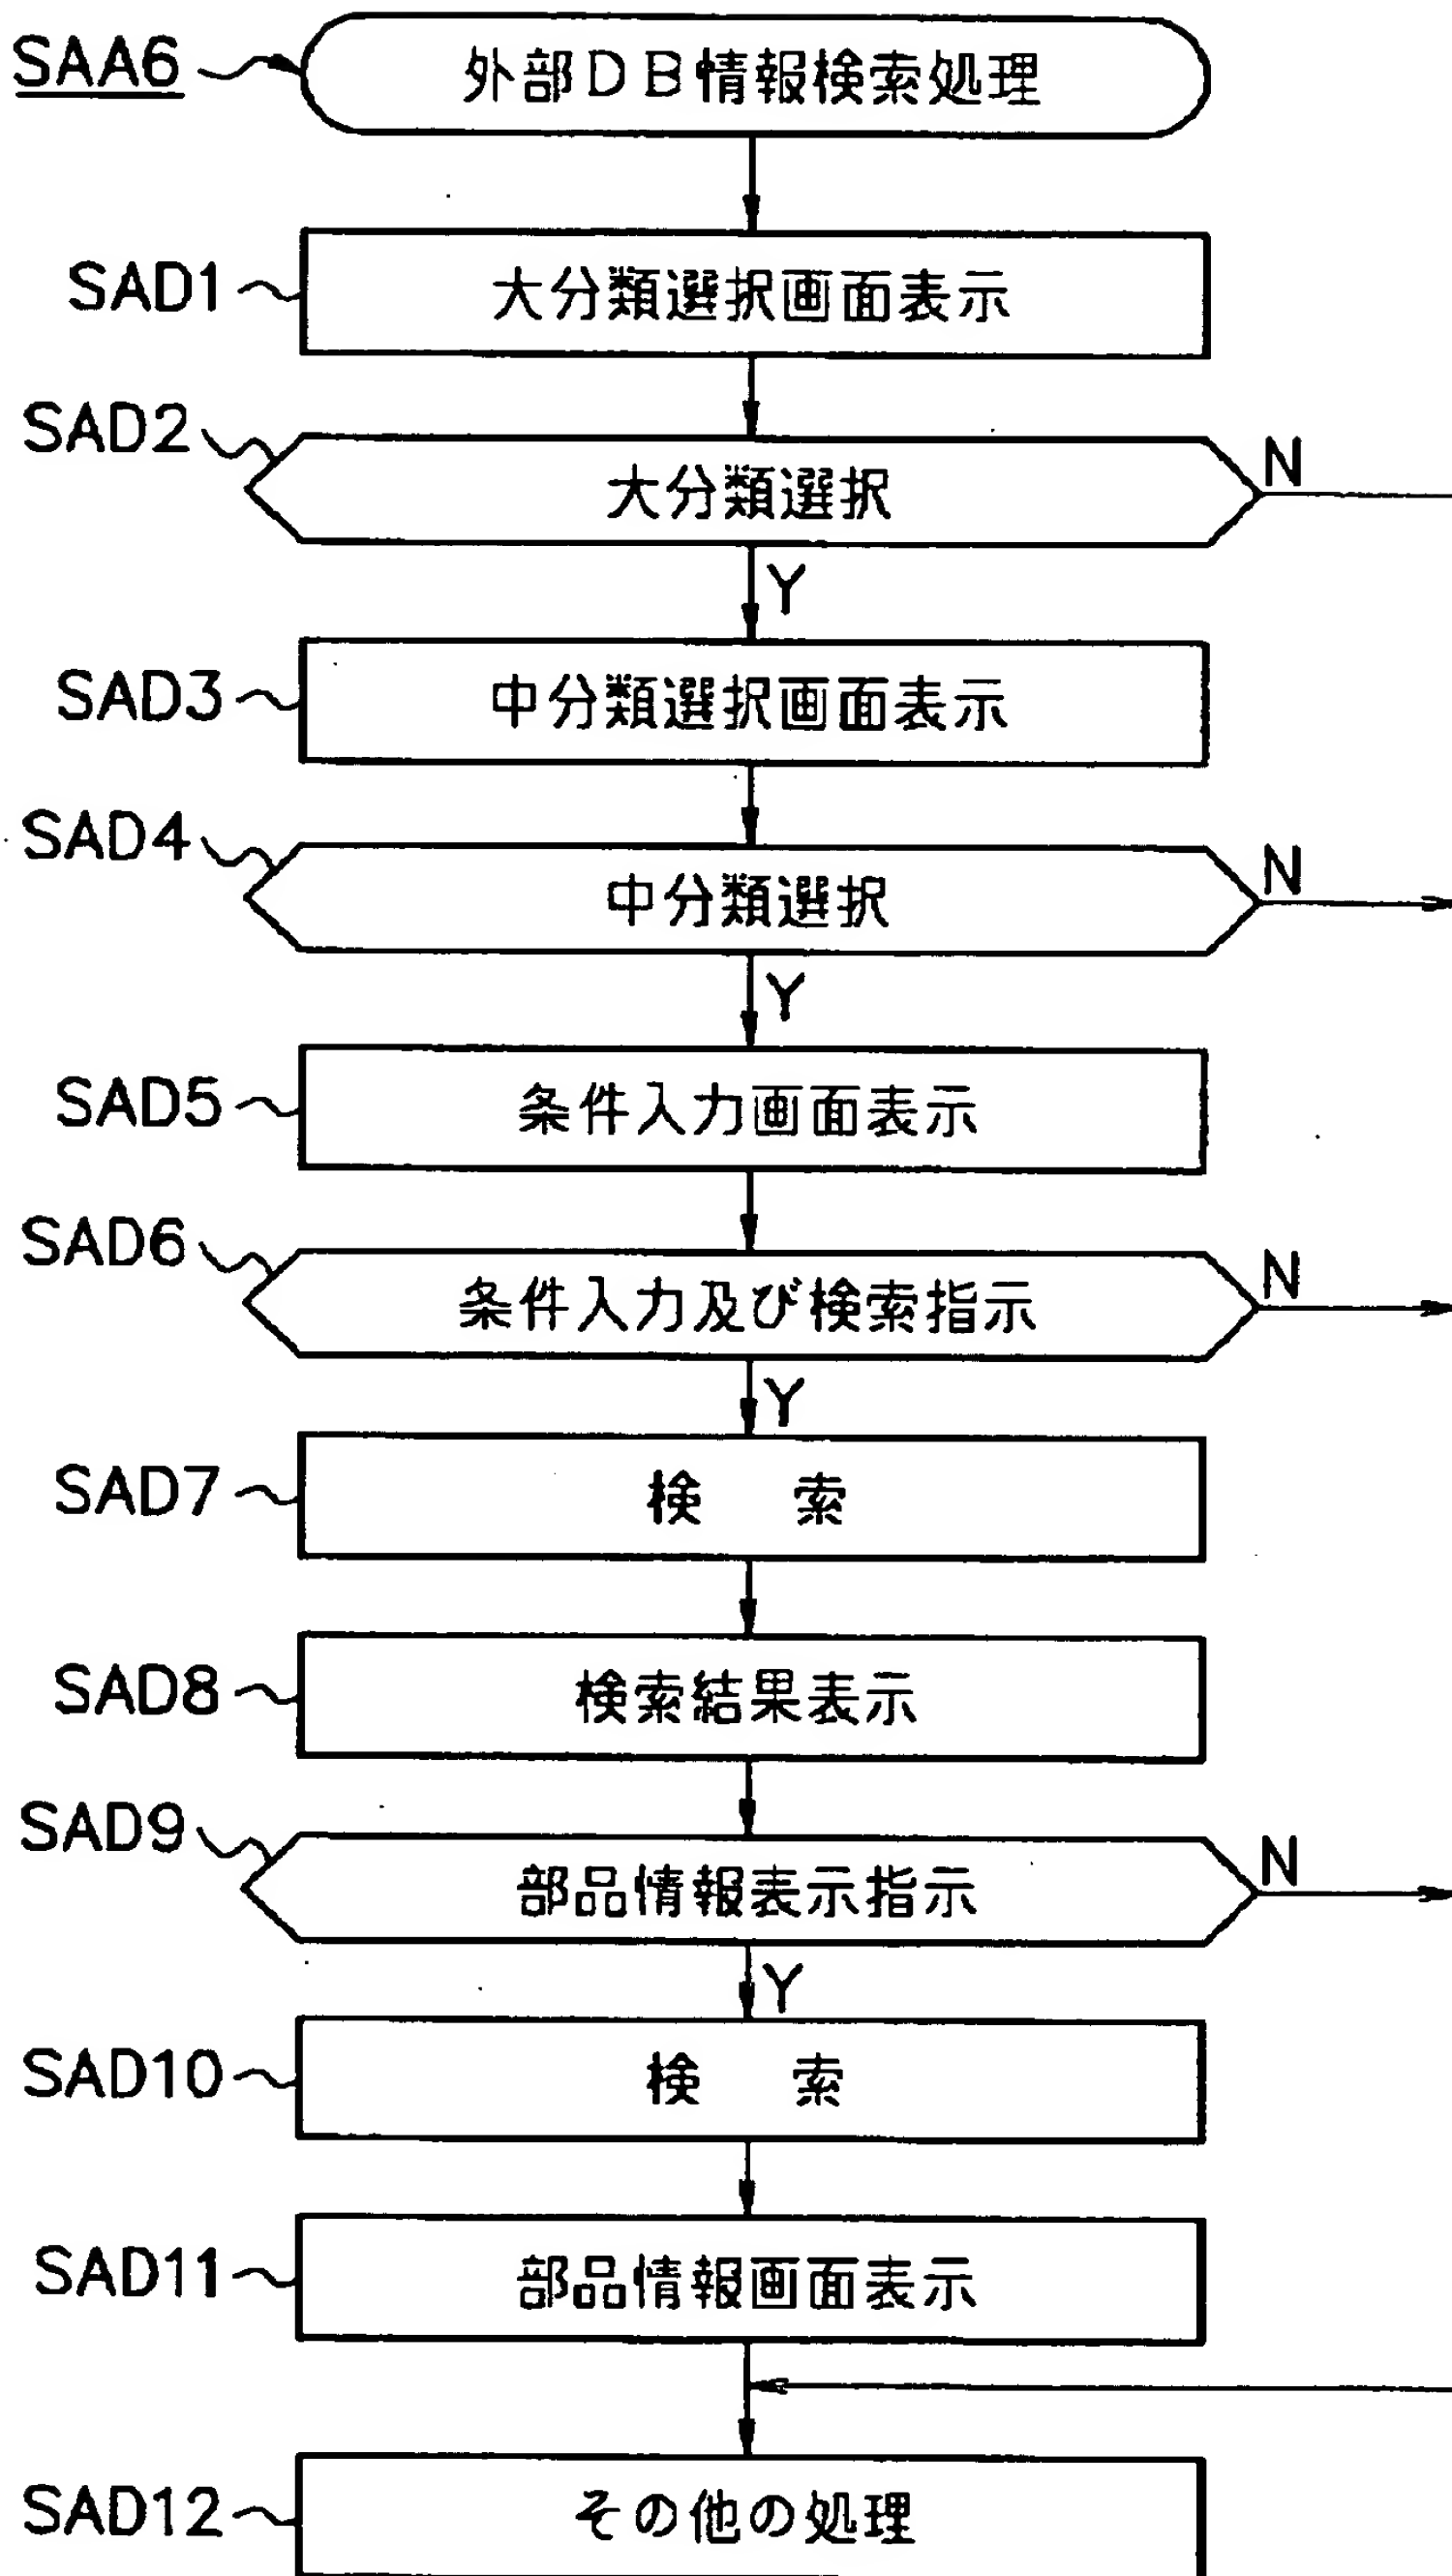 SAA6 外部DB情報検索処理
SAD1 大分類選択画面表示
SAD2 大分類選択 N
Y
SAD3 中分類選択画面表示
SAD4 中分類選択 N
Y
SAD5 条件入力画面表示
SAD6 条件入力及び検索指示 N
Y
SAD7 検 索
SAD8 検索結果表示
SAD9 部品情報表示指示 N
Y
SAD10 検 索
SAD11 部品情報画面表示
SAD12 その他の処理